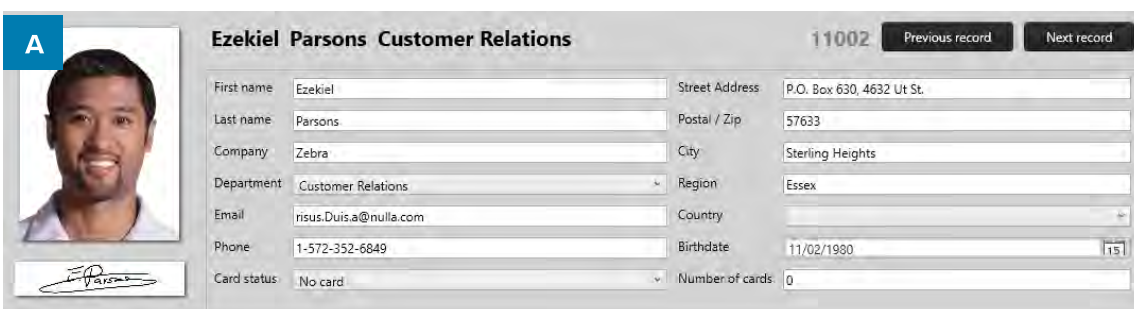 A
Ezekiel Parsons Customer Relations
11002
Previous record
Next record
First name Ezekiel
Last name Parsons
Company Zebra
Department Customer Relations
Email risus.Duis.a@nulla.com
Phone 1-572-352-6849
Card status No card
Street Address P.O. Box 630, 4632 Ut St.
Postal / Zip 57633
City Sterling Heights
Region Essex
Country
Birthdate 11/02/1980 15
Number of cards 0
E Parsons